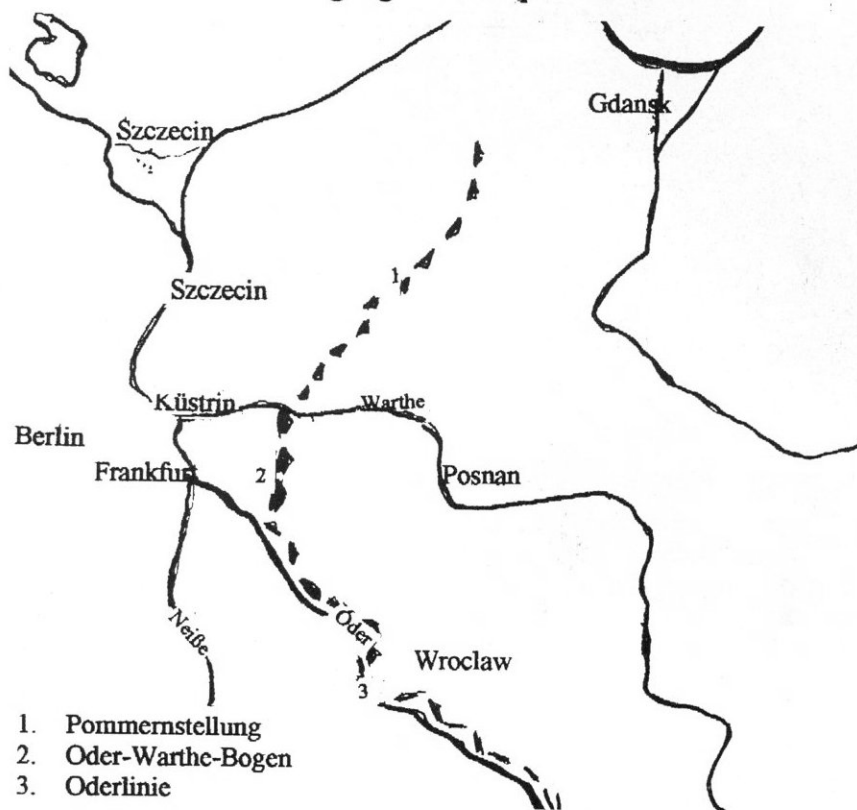 Szczecin
Gdansk
1
Szczecin
Küstrin
Warthe
Berlin
Frankfurt
2
Posnan
Neiße
Oder
Wroclaw
3
1. Pommernstellung
2. Oder-Warthe-Bogen
3. Oderlinie